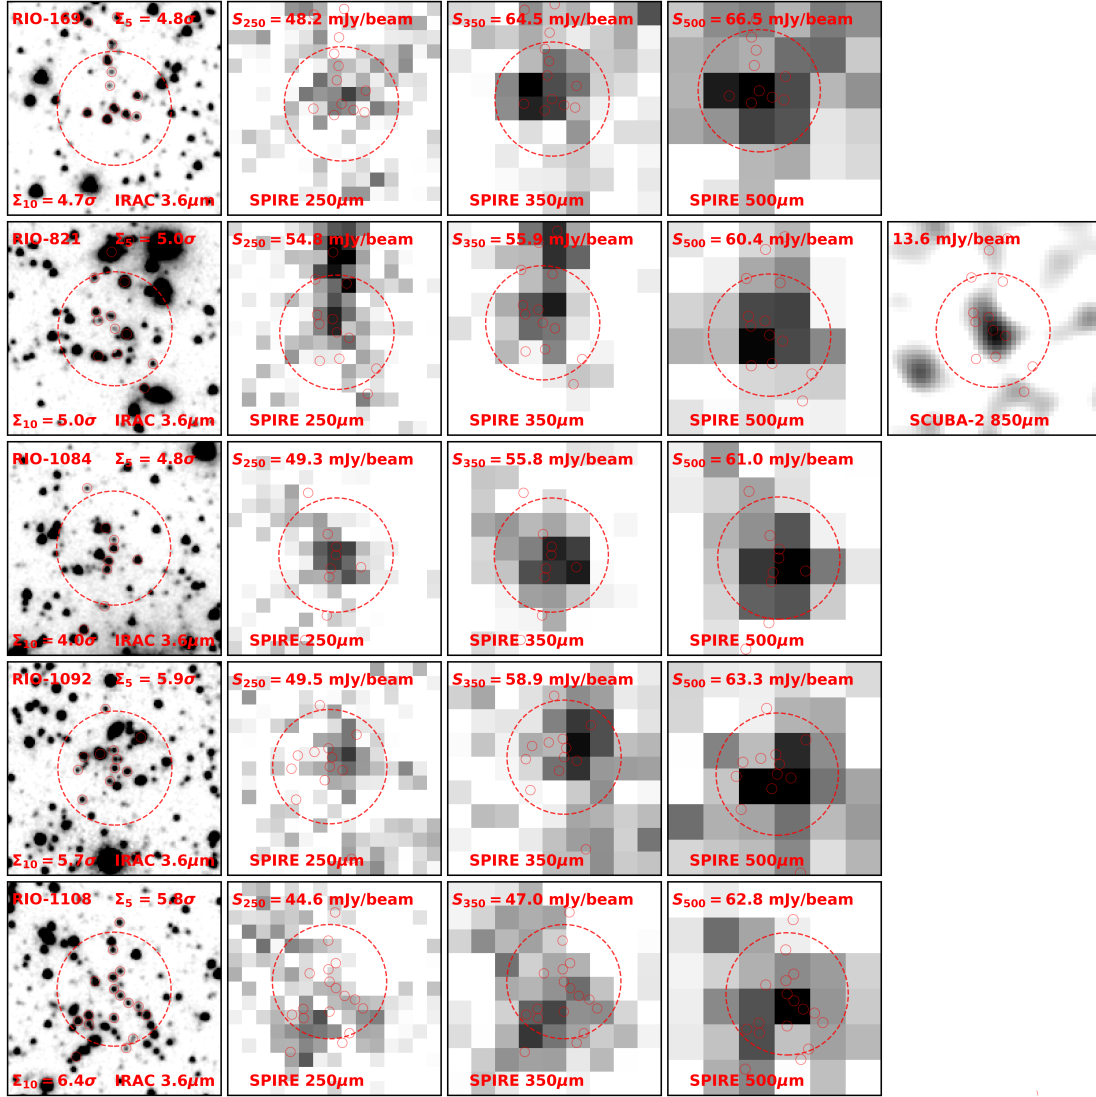 RIO-169 Σ₅ = 4.8σ
Σ₁₀ = 4.7σ IRAC 3.6μm
S₂₅₀ = 48.2 mJy/beam
SPIRE 250μm
S₃₅₀ = 64.5 mJy/beam
SPIRE 350μm
S₅₀₀ = 66.5 mJy/beam
SPIRE 500μm
RIO-821 Σ₅ = 5.0σ
Σ₁₀ = 5.0σ IRAC 3.6μm
S₂₅₀ = 54.8 mJy/beam
SPIRE 250μm
S₃₅₀ = 55.9 mJy/beam
SPIRE 350μm
S₅₀₀ = 60.4 mJy/beam
SPIRE 500μm
13.6 mJy/beam
SCUBA-2 850μm
RIO-1084 Σ₅ = 4.8σ
Σ₁₀ = 4.0σ IRAC 3.6μm
S₂₅₀ = 49.3 mJy/beam
SPIRE 250μm
S₃₅₀ = 55.8 mJy/beam
SPIRE 350μm
S₅₀₀ = 61.0 mJy/beam
SPIRE 500μm
RIO-1092 Σ₅ = 5.9σ
Σ₁₀ = 5.7σ IRAC 3.6μm
S₂₅₀ = 49.5 mJy/beam
SPIRE 250μm
S₃₅₀ = 58.9 mJy/beam
SPIRE 350μm
S₅₀₀ = 63.3 mJy/beam
SPIRE 500μm
RIO-1108 Σ₅ = 5.8σ
Σ₁₀ = 6.4σ IRAC 3.6μm
S₂₅₀ = 44.6 mJy/beam
SPIRE 250μm
S₃₅₀ = 47.0 mJy/beam
SPIRE 350μm
S₅₀₀ = 62.8 mJy/beam
SPIRE 500μm